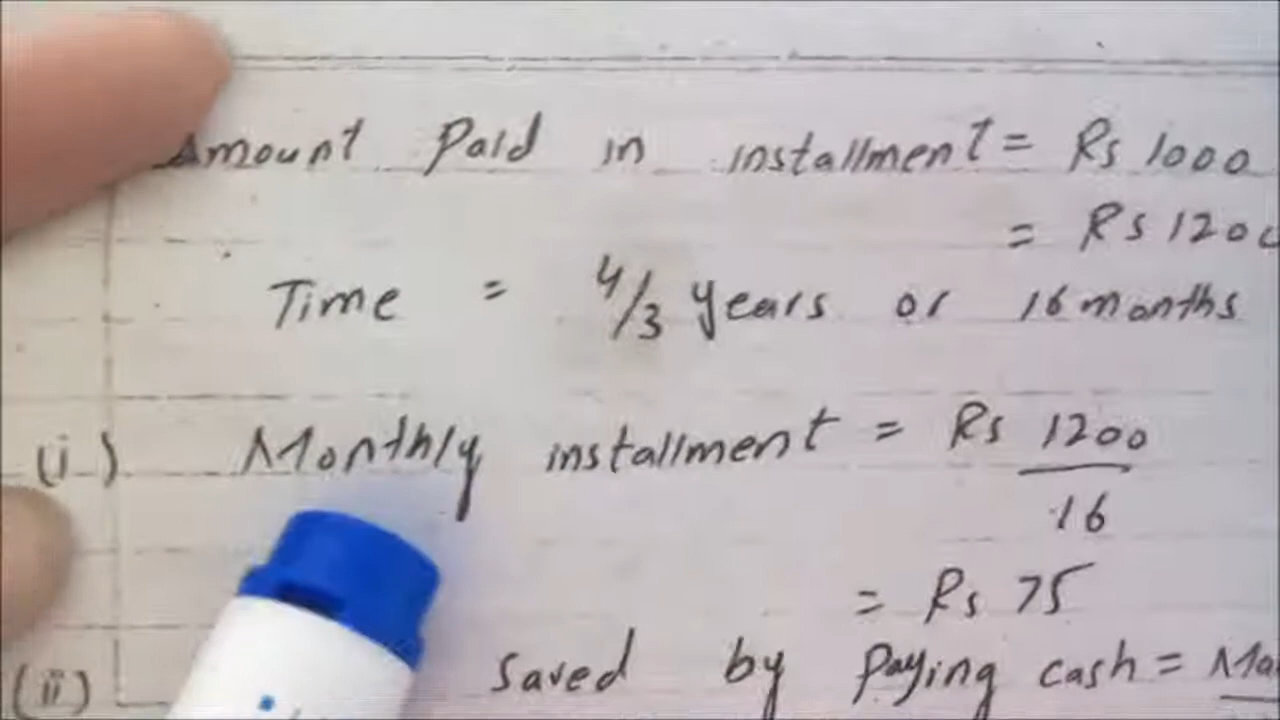 Amount Paid in installment = Rs 1000
= Rs 120
Time = 4/3 years or 16 months
(i) Monthly installment = Rs 1200
16
= Rs 75
(ii) saved by paying cash =